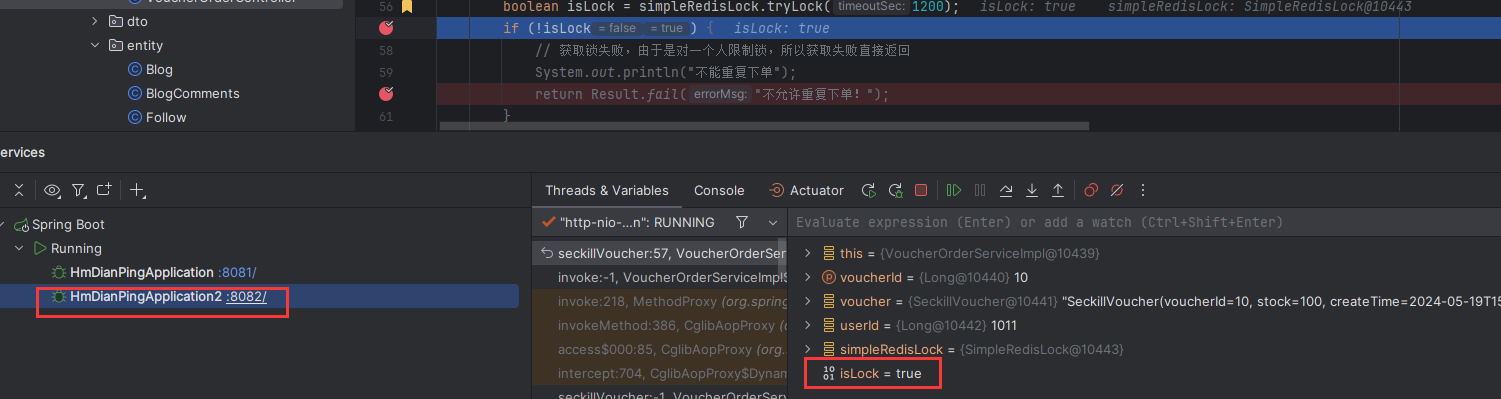 VoucherOrderController
dto
entity
Blog
BlogComments
Follow
56 boolean isLock = simpleRedisLock.tryLock( timeoutSec: 1200); isLock: true simpleRedisLock: SimpleRedisLock@10443
if (!isLock = false = true ) { isLock: true
58 // 获取锁失败，由于是对一个人限制锁，所以获取失败直接返回
59 System.out.println("不能重复下单");
return Result.fail( errorMsg: "不允许重复下单！");
61 }
ervices
Threads & Variables Console Actuator
"http-nio-...n": RUNNING
Evaluate expression (Enter) or add a watch (Ctrl+Shift+Enter)
Spring Boot
Running
HmDianPingApplication :8081/
HmDianPingApplication2 :8082/
seckillVoucher:57, VoucherOrderSer
invoke:-1, VoucherOrderServiceImpl$
invoke:218, MethodProxy (org.spring
invokeMethod:386, CglibAopProxy (o
access$000:85, CglibAopProxy (org.
intercept:704, CglibAopProxy$Dynam
seckillVoucher:-1, VoucherOrderServ
this = {VoucherOrderServiceImpl@10439}
voucherId = {Long@10440} 10
voucher = {SeckillVoucher@10441} "SeckillVoucher(voucherId=10, stock=100, createTime=2024-05-19T15
userId = {Long@10442} 1011
simpleRedisLock = {SimpleRedisLock@10443}
isLock = true